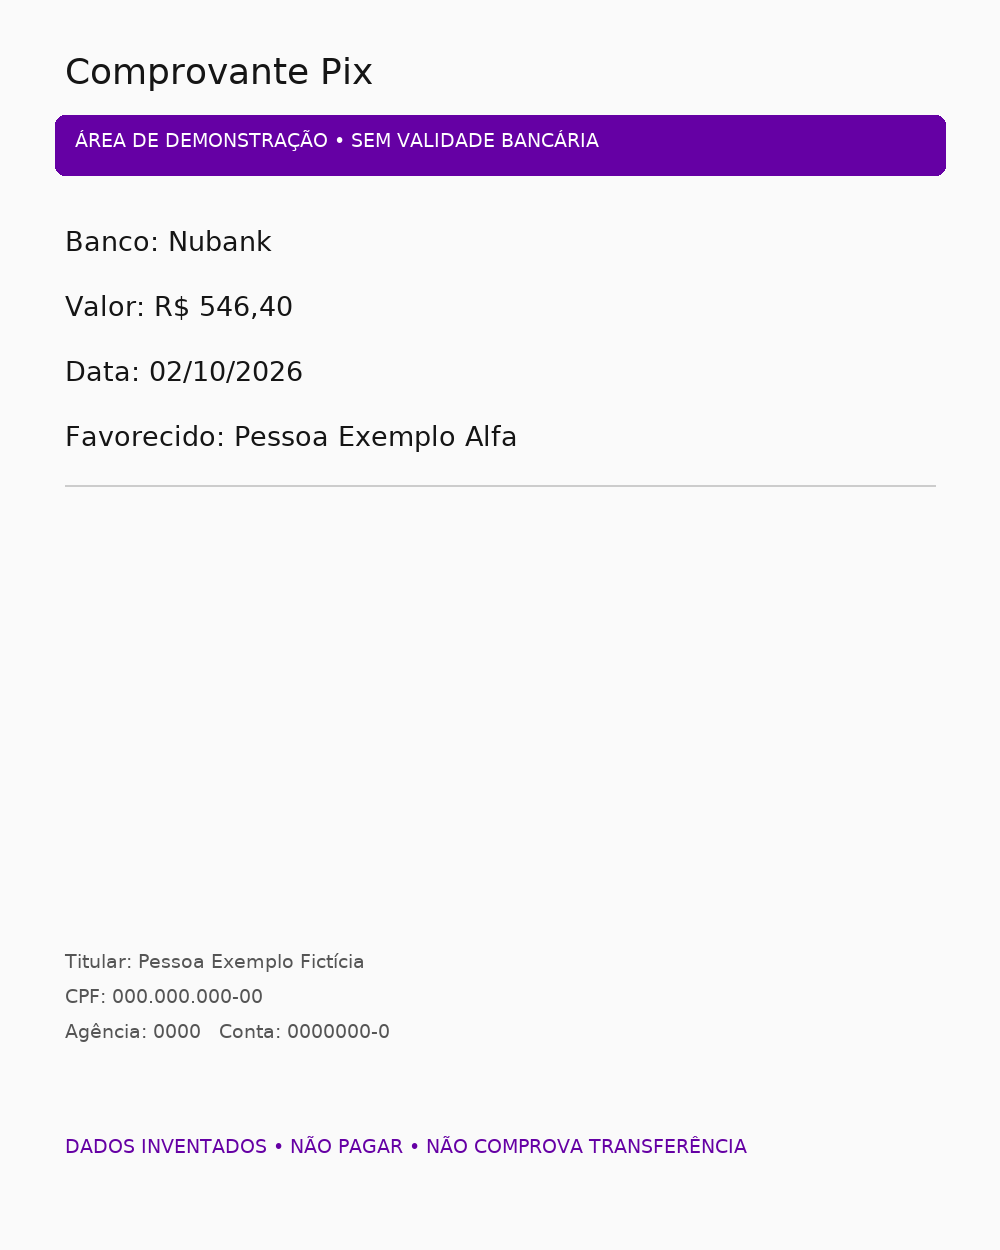 Comprovante Pix
ÁREA DE DEMONSTRAÇÃO • SEM VALIDADE BANCÁRIA
Banco: Nubank
Valor: R$ 546,40
Data: 02/10/2026
Favorecido: Pessoa Exemplo Alfa
Titular: Pessoa Exemplo Fictícia
CPF: 000.000.000-00
Agência: 0000   Conta: 0000000-0
DADOS INVENTADOS • NÃO PAGAR • NÃO COMPROVA TRANSFERÊNCIA